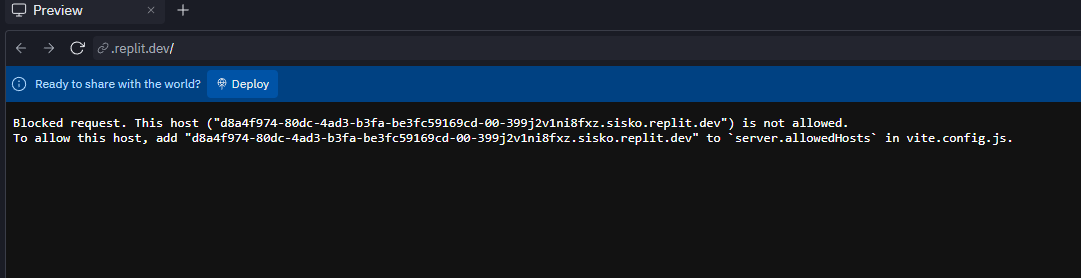 Preview
.replit.dev/
Ready to share with the world? Deploy
Blocked request. This host ("d8a4f974-80dc-4ad3-b3fa-be3fc59169cd-00-399j2v1ni8fxz.sisko.replit.dev") is not allowed.
To allow this host, add "d8a4f974-80dc-4ad3-b3fa-be3fc59169cd-00-399j2v1ni8fxz.sisko.replit.dev" to `server.allowedHosts` in vite.config.js.